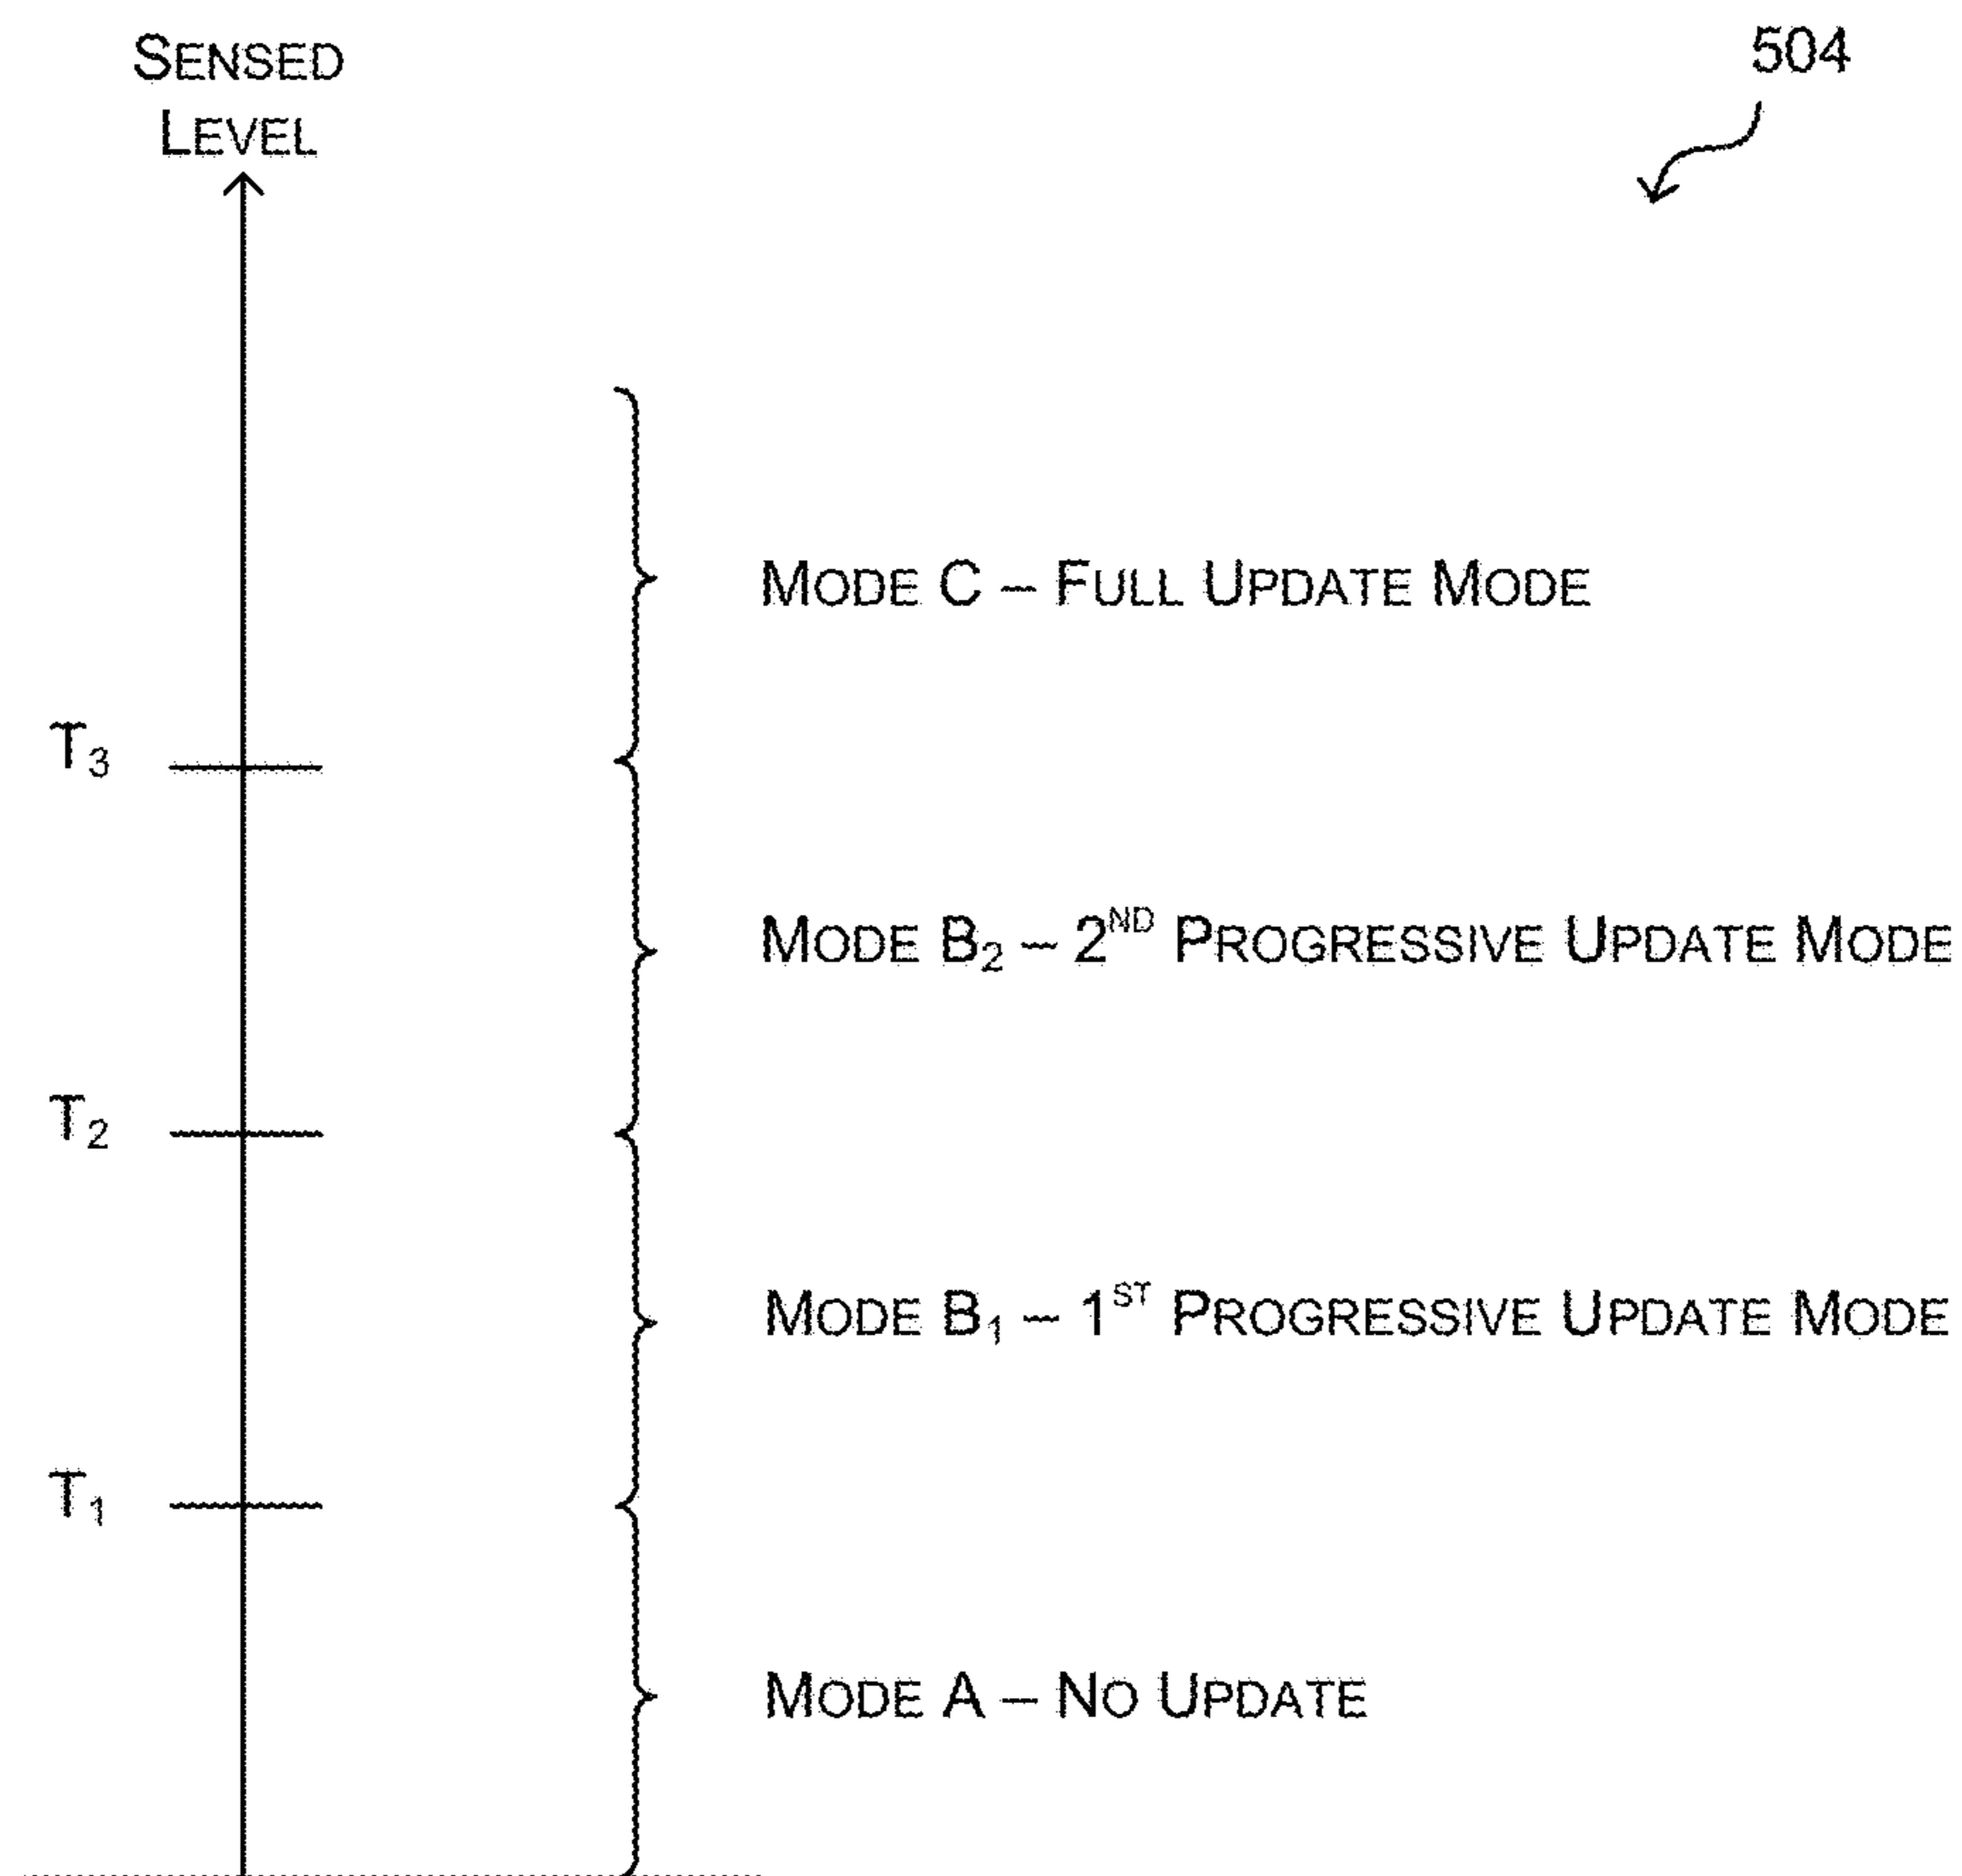 SENSED
LEVEL
504
MODE C – FULL UPDATE MODE
T3
MODE B2 – 2ND PROGRESSIVE UPDATE MODE
T2
MODE B1 – 1ST PROGRESSIVE UPDATE MODE
T1
MODE A – NO UPDATE